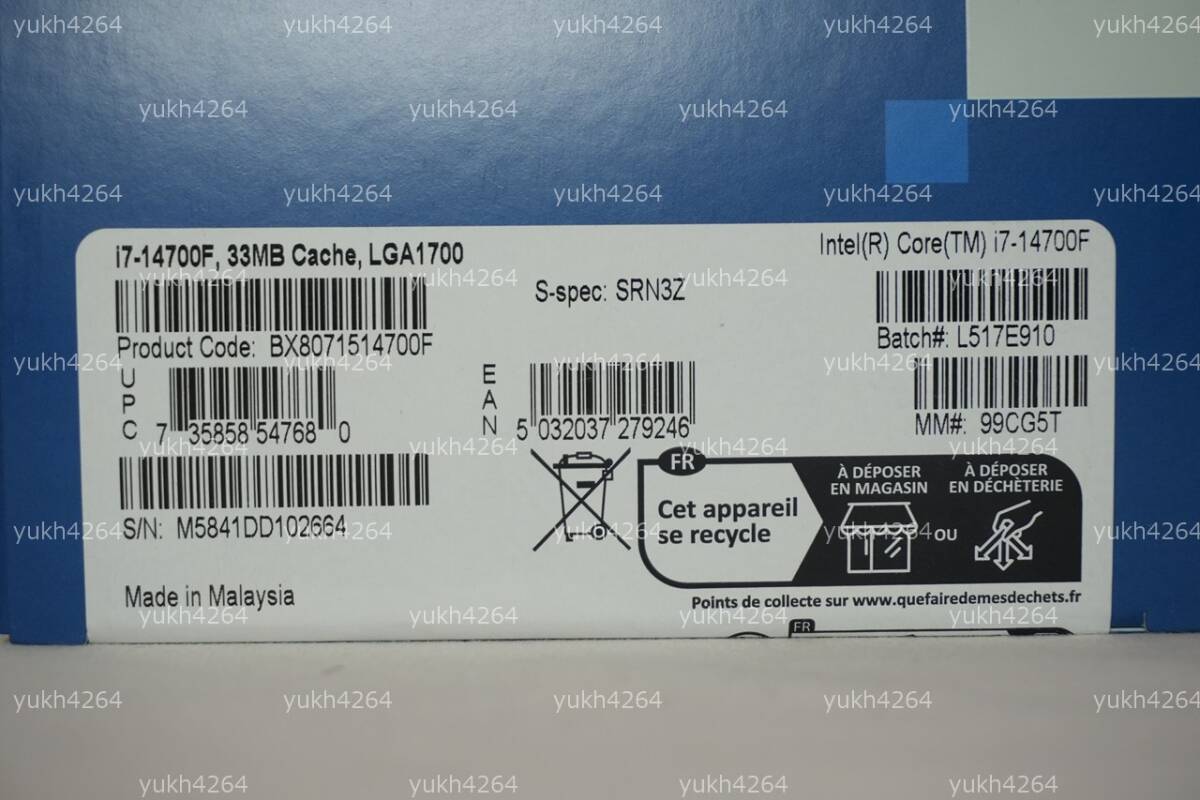 i7-14700F, 33MB Cache, LGA1700
Intel(R) Core(TM) i7-14700F
S-spec: SRN3Z
Product Code: BX8071514700F
Batch#: L517E910
UPC
7 35858 54768 0
EAN
5 032037 279246
MM#: 99CG5T
S/N: M5841DD102664
FR
Cet appareil
se recycle
À DÉPOSER
EN MAGASIN
OU
À DÉPOSER
EN DÉCHÈTERIE
Points de collecte sur www.quefairedemesdechets.fr
Made in Malaysia
FR
yukh4264